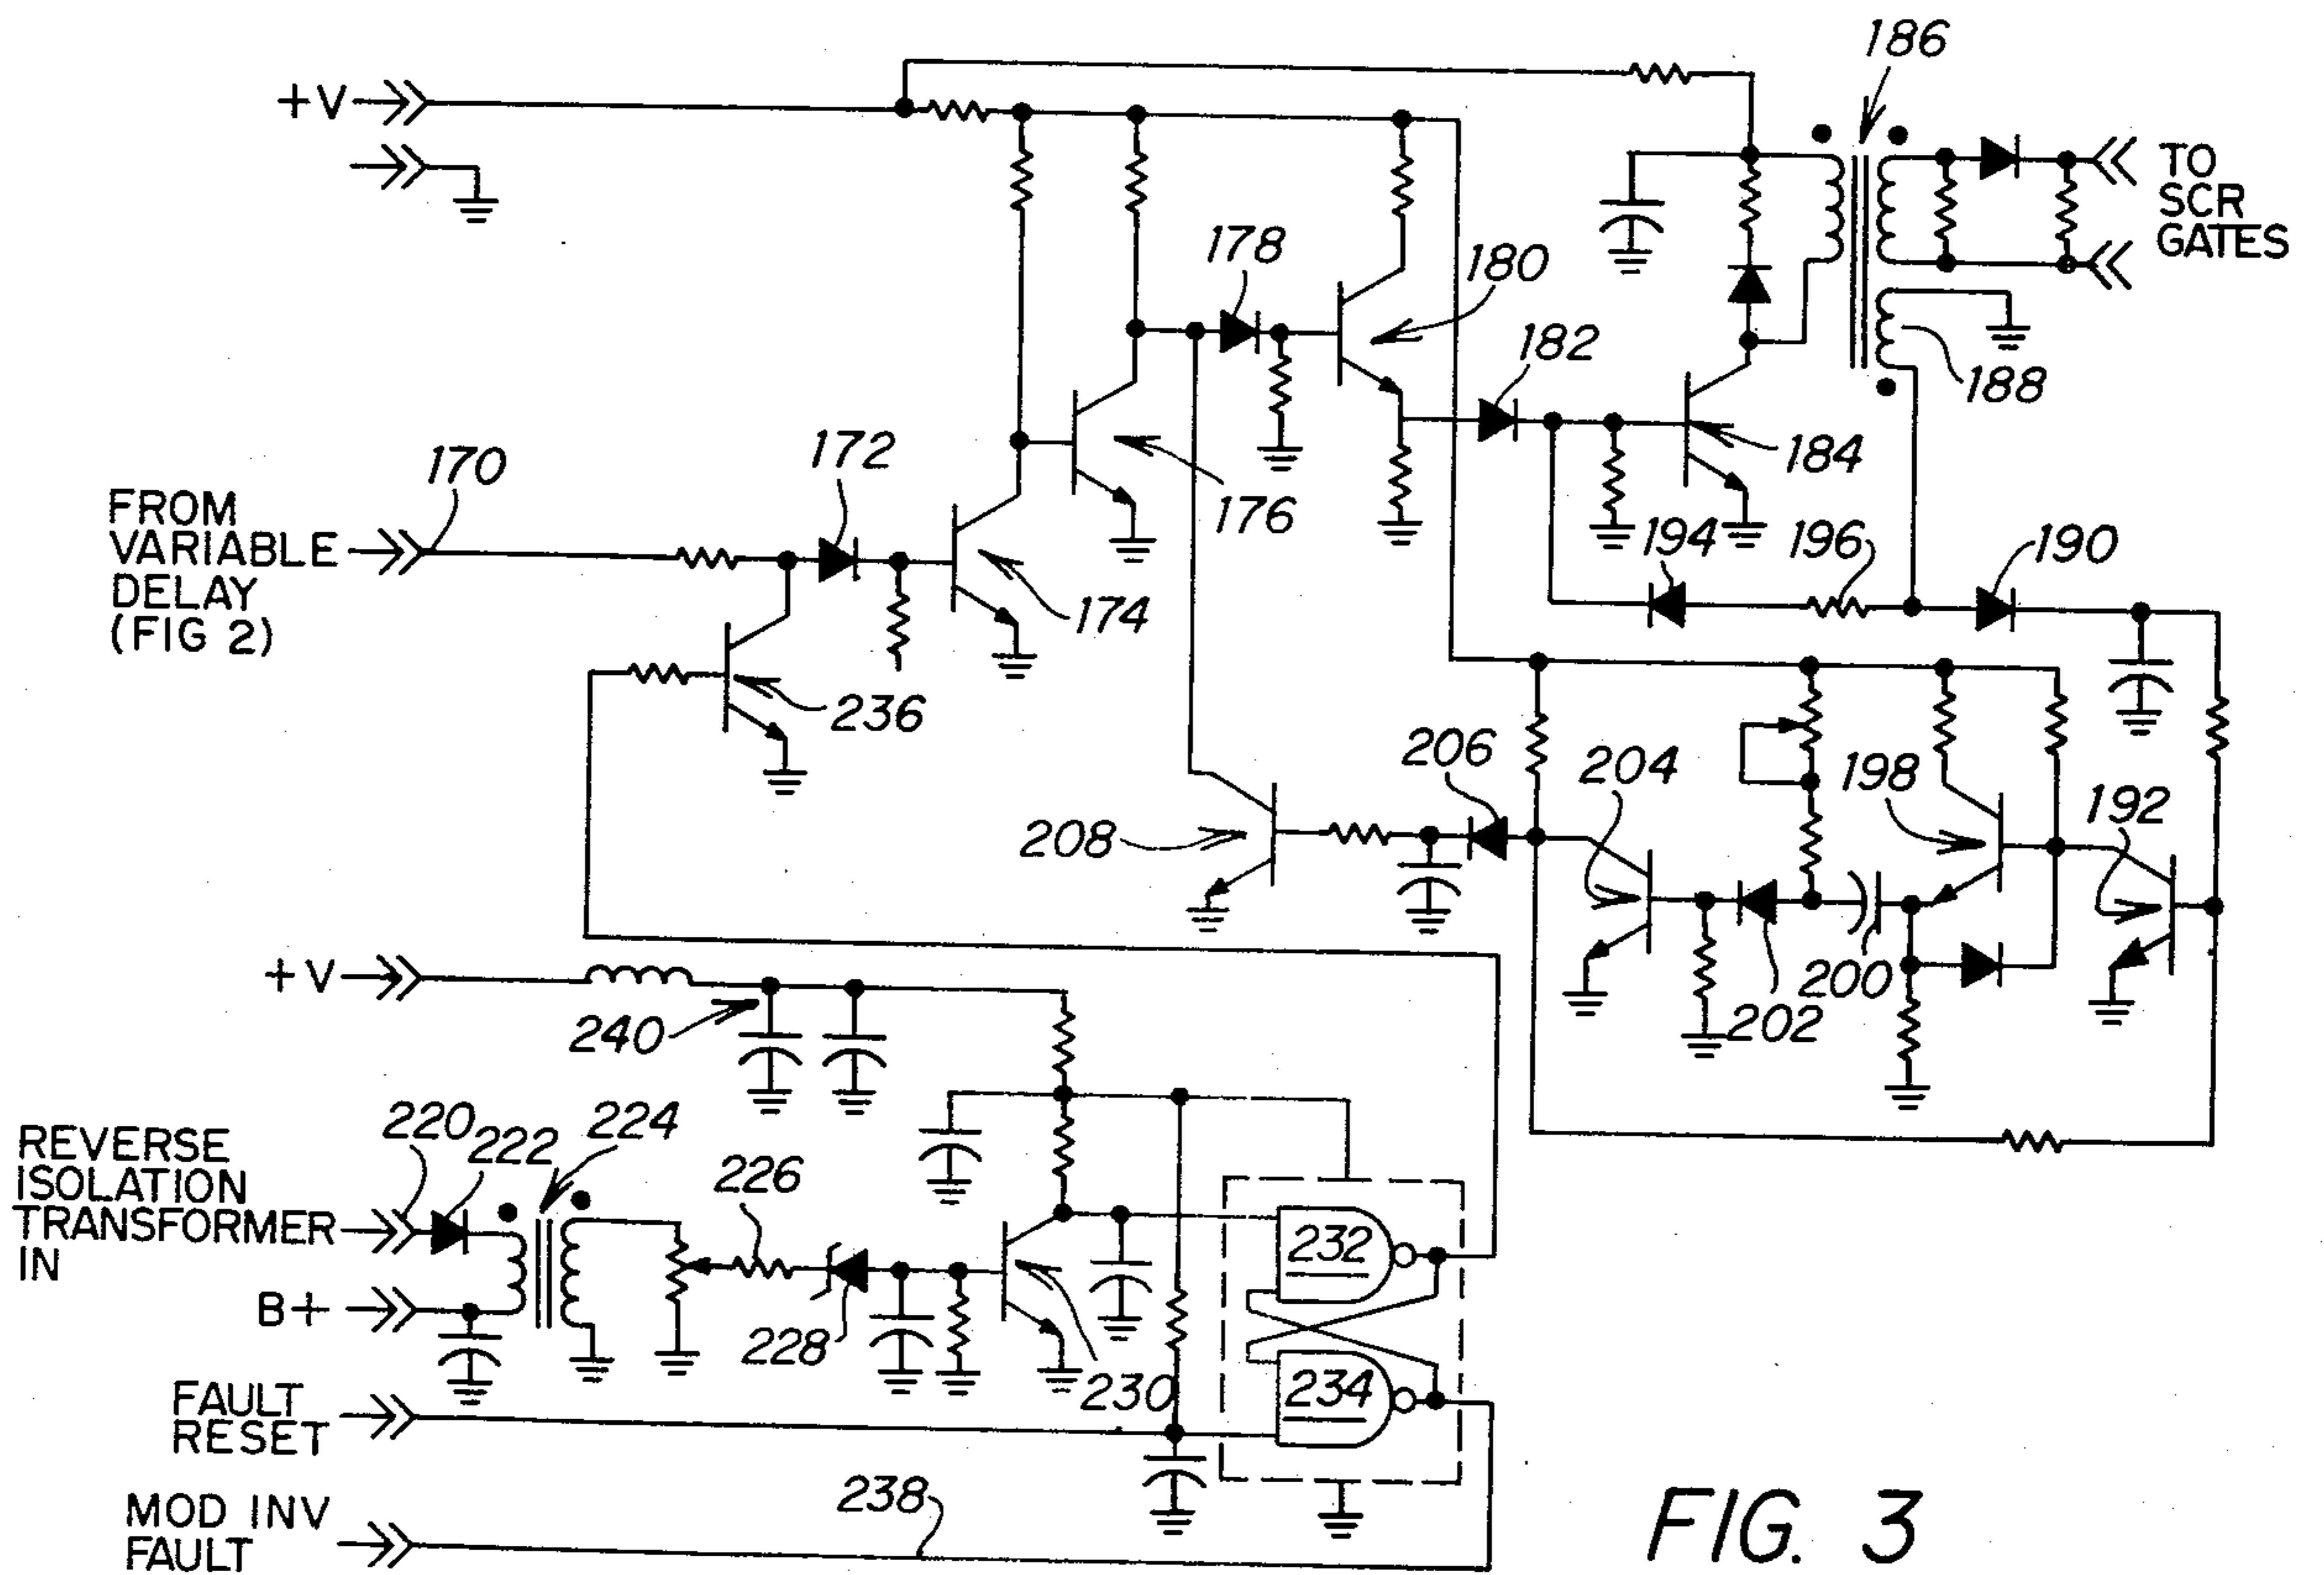 186
+V
TO
SCR
GATES
178
180
182
188
170
172
184
FROM
VARIABLE
DELAY
(FIG 2)
176
194
196
190
174
236
206
204
198
192
208
+V
240
202
200
220
222
224
REVERSE
ISOLATION
TRANSFORMER
IN
226
232
B+
228
230
234
FAULT
RESET
238
MOD INV
FAULT
FIG. 3